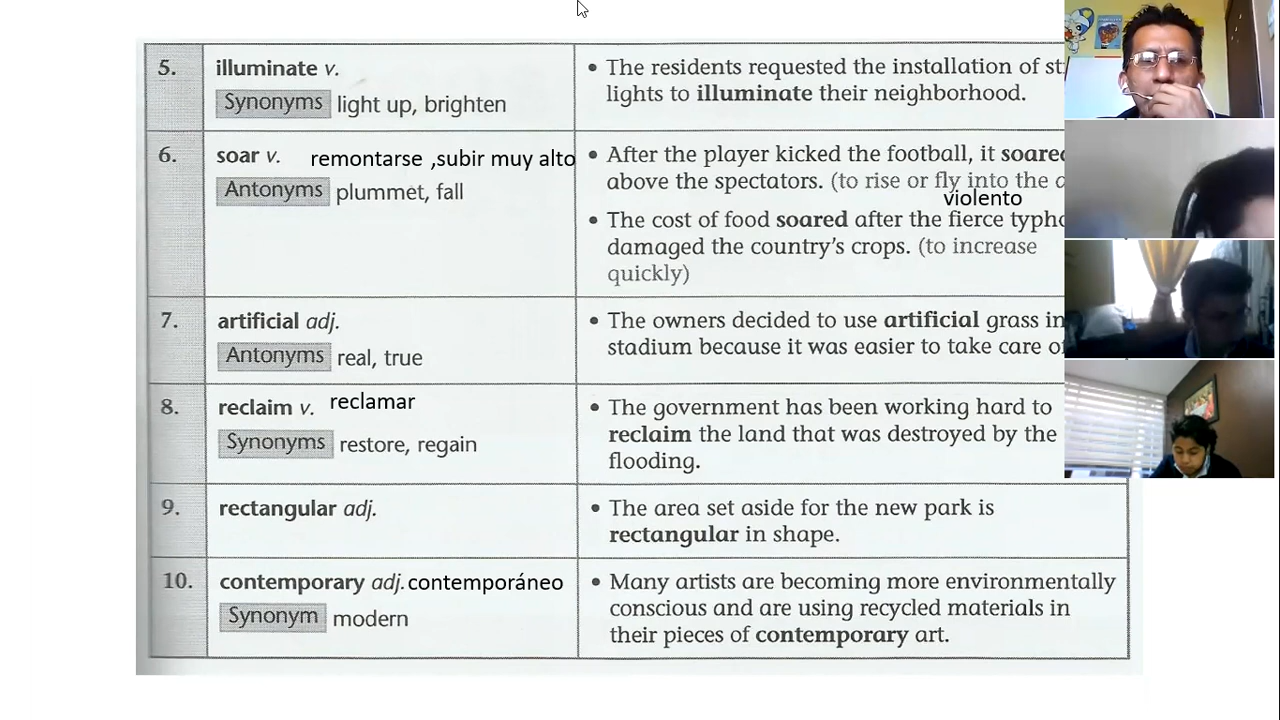 5.
illuminate v.
Synonyms light up, brighten
• The residents requested the installation of
lights to illuminate their neighborhood.
6.
soar v. remontarse ,subir muy alto
Antonyms plummet, fall
• After the player kicked the football, it
above the spectators. (to rise or fly into the
violento
• The cost of food soared after the fierce
damaged the country's crops. (to increase
quickly)
7.
artificial adj.
Antonyms real, true
• The owners decided to use artificial grass in
stadium because it was easier to take care
8.
reclaim v. reclamar
Synonyms restore, regain
• The government has been working hard to
reclaim the land that was destroyed by the
flooding.
9.
rectangular adj.
• The area set aside for the new park is
rectangular in shape.
10.
contemporary adj. contemporáneo
Synonym modern
• Many artists are becoming more environmentally
conscious and are using recycled materials in
their pieces of contemporary art.